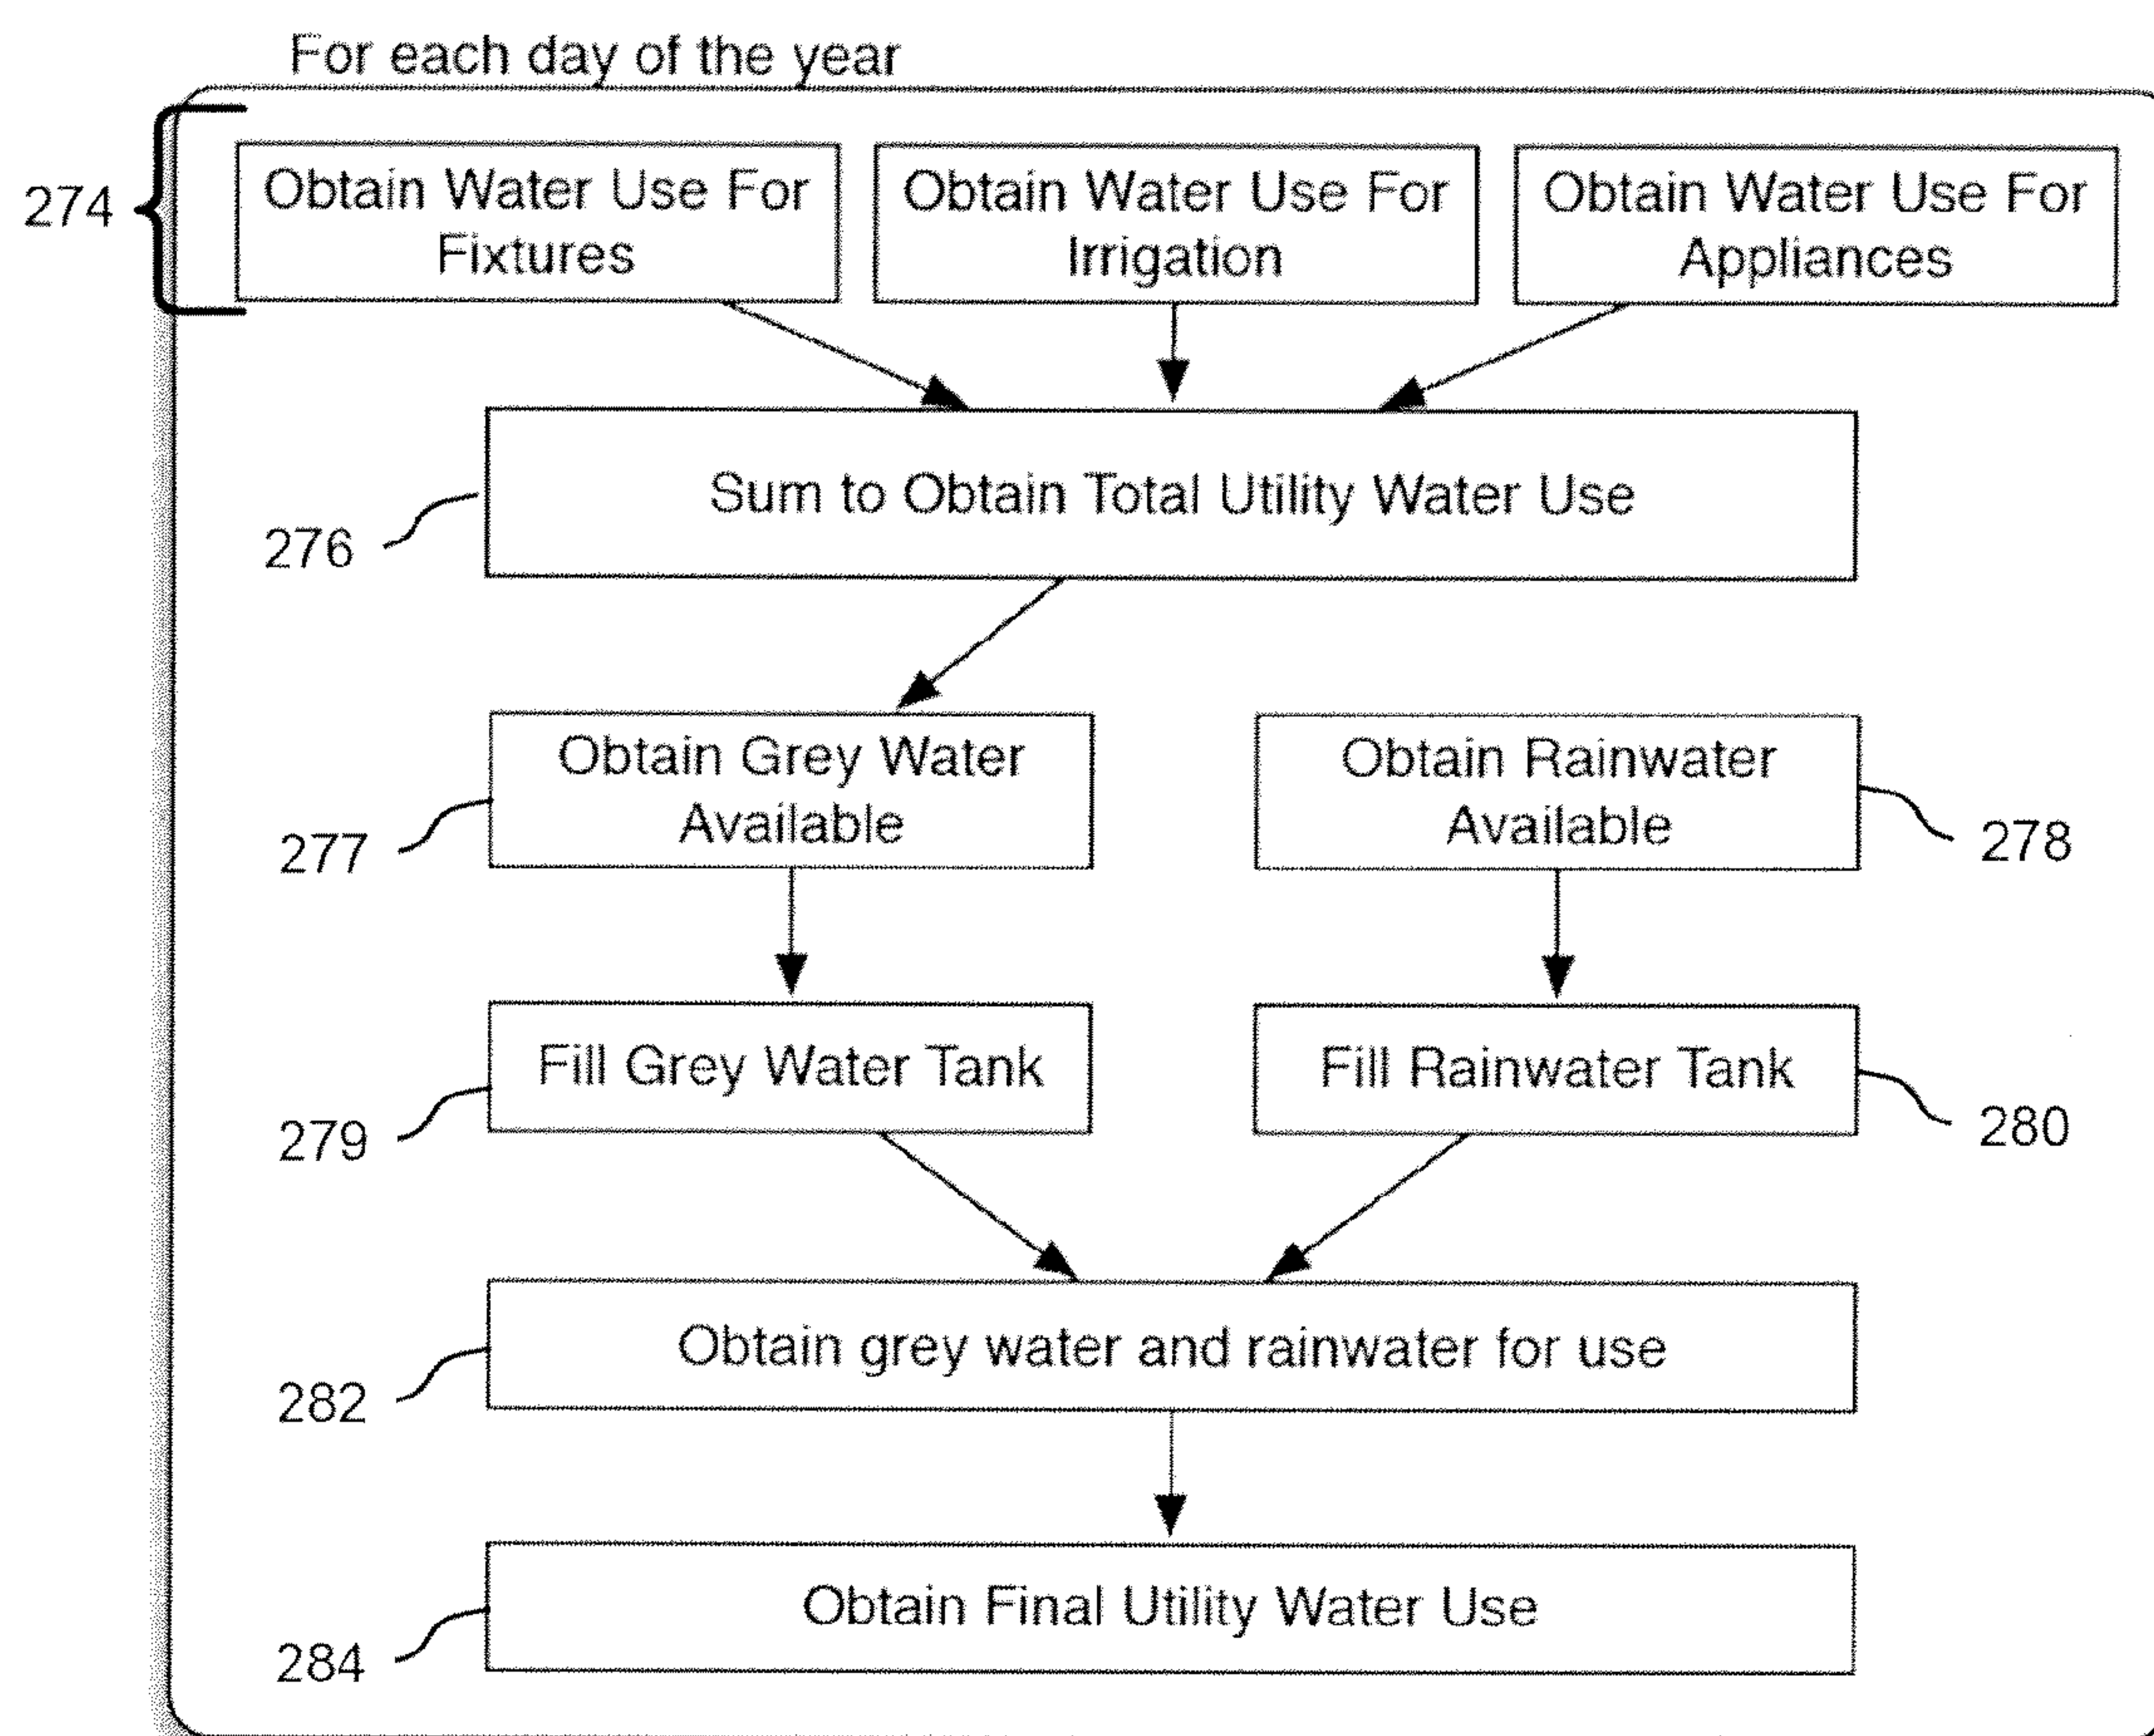 For each day of the year
274
Obtain Water Use For
Fixtures
Obtain Water Use For
Irrigation
Obtain Water Use For
Appliances
Sum to Obtain Total Utility Water Use
276
Obtain Grey Water
Available
277
Obtain Rainwater
Available
278
Fill Grey Water Tank
279
Fill Rainwater Tank
280
Obtain grey water and rainwater for use
282
Obtain Final Utility Water Use
284